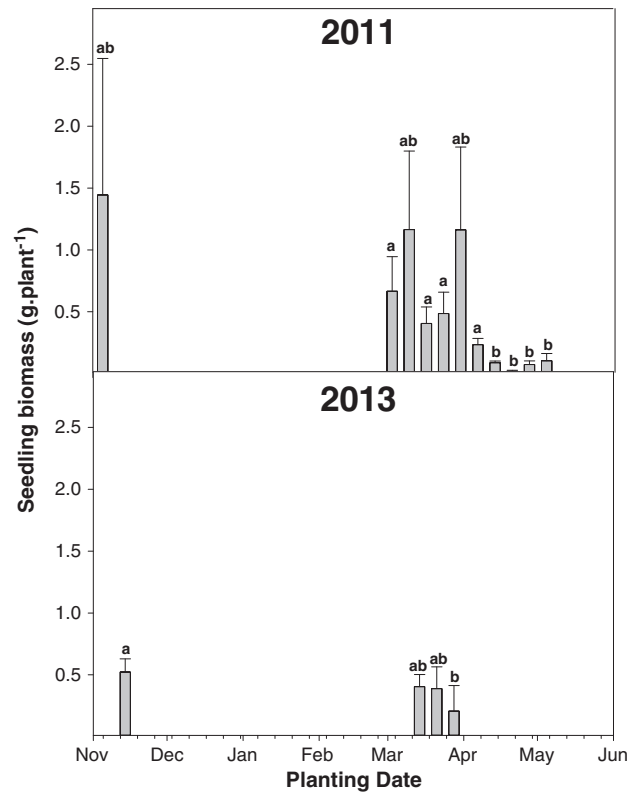 2011
ab
2.5
2.0
ab ab
1.5
a
1.0
a a
0.5
a
b b b b
2013
2.5
2.0
1.5
1.0
a
ab ab b
0.5
Seedling biomass (g.plant-1)
Nov Dec Jan Feb Mar Apr May Jun
Planting Date